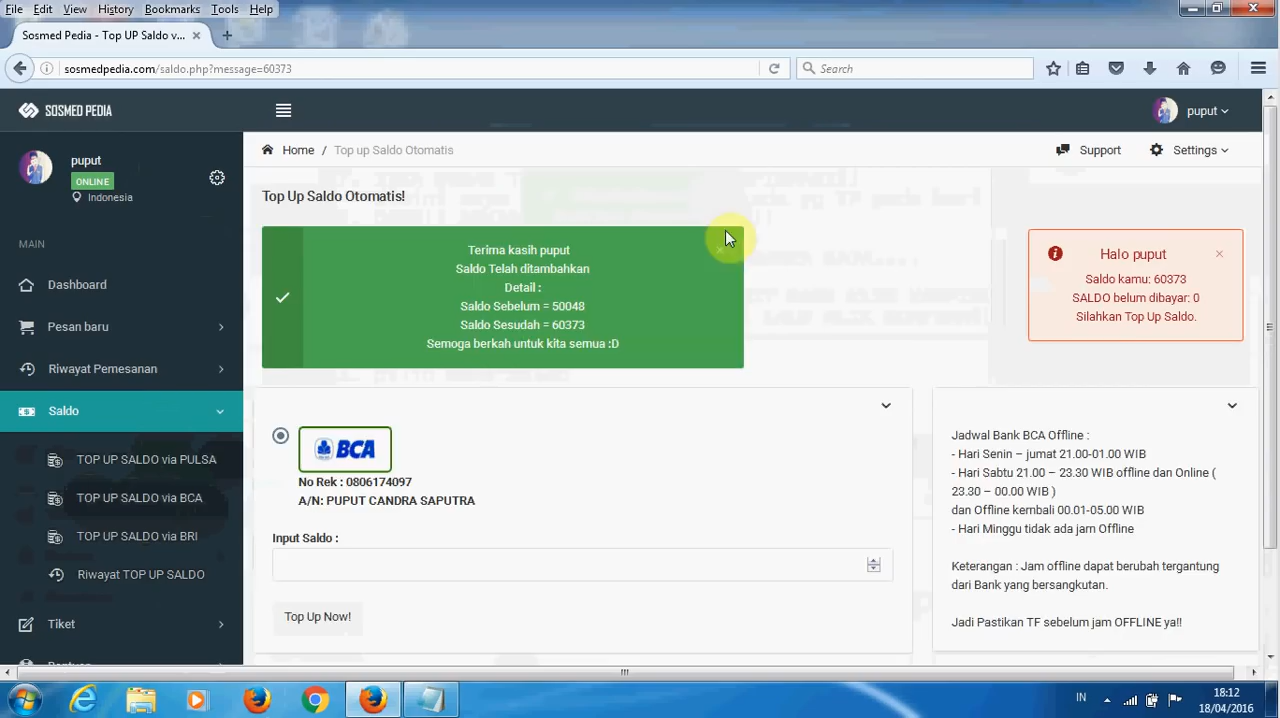 File Edit View History Bookmarks Tools Help
Sosmed Pedia - Top UP Saldo v...
sosmedpedia.com/saldo.php?message=60373
Search
SOSMED PEDIA
puput
puput
ONLINE
Indonesia
Home / Top up Saldo Otomatis
Support
Settings
Top Up Saldo Otomatis!
MAIN
Dashboard
Pesan baru
Riwayat Pemesanan
Saldo
TOP UP SALDO via PULSA
TOP UP SALDO via BCA
TOP UP SALDO via BRI
Riwayat TOP UP SALDO
Tiket
Terima kasih puput
Saldo Telah ditambahkan
Detail :
Saldo Sebelum = 50048
Saldo Sesudah = 60373
Semoga berkah untuk kita semua :D
Halo puput
Saldo kamu: 60373
SALDO belum dibayar: 0
Silahkan Top Up Saldo.
BCA
No Rek : 0806174097
A/N: PUPUT CANDRA SAPUTRA
Input Saldo :
Top Up Now!
Jadwal Bank BCA Offline :
- Hari Senin – jumat 21.00-01.00 WIB
- Hari Sabtu 21.00 – 23.30 WIB offline dan Online (
23.30 – 00.00 WIB )
dan Offline kembali 00.01-05.00 WIB
- Hari Minggu tidak ada jam Offline
Keterangan : Jam offline dapat berubah tergantung
dari Bank yang bersangkutan.
Jadi Pastikan TF sebelum jam OFFLINE ya!!
IN
18:12
18/04/2016